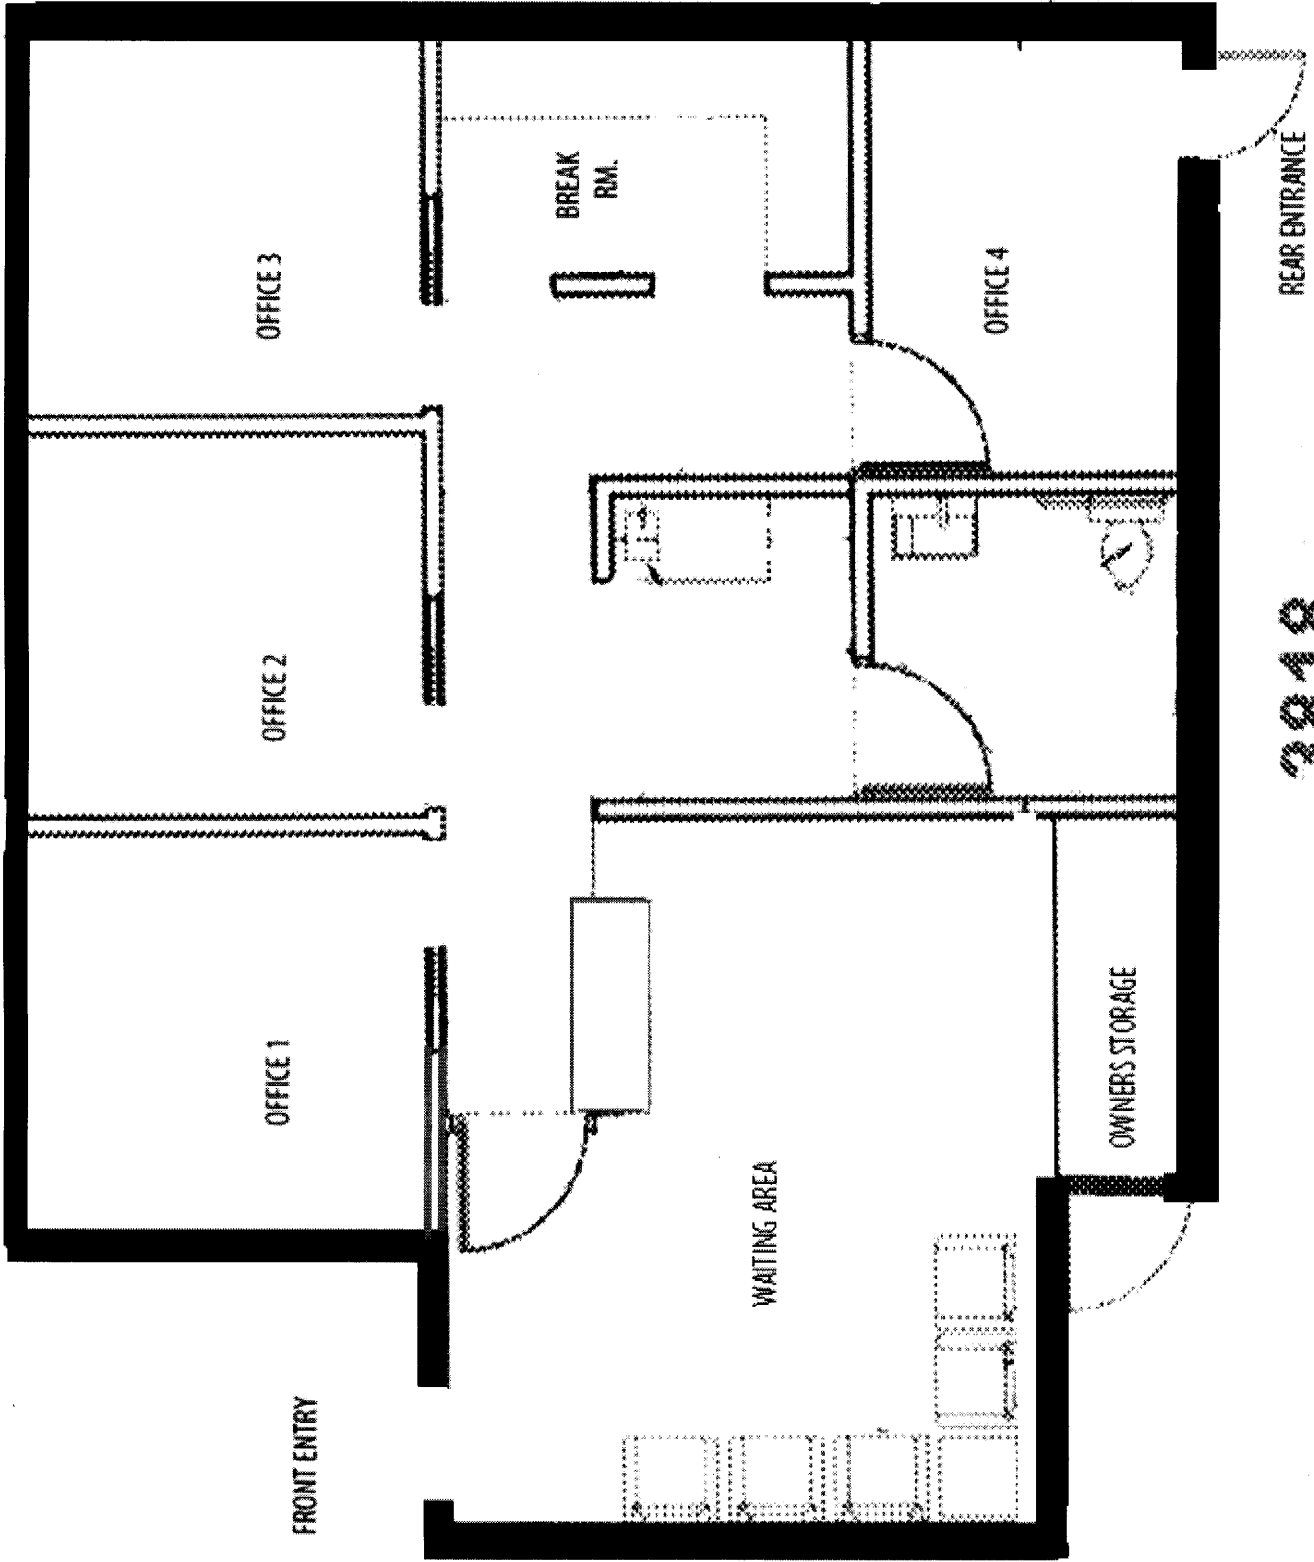 FRONT ENTRY
OFFICE 1
OFFICE 2
OFFICE 3
BREAK
RM.
WAITING AREA
OFFICE 4
OWNERS STORAGE
REAR ENTRANCE